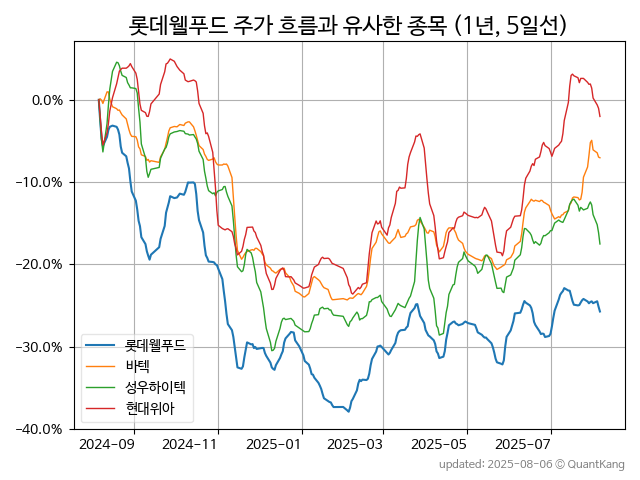 롯데웰푸드 주가 흐름과 유사한 종목 (1년, 5일선)
0.0%
−10.0%
−20.0%
−30.0%
−40.0%
롯데웰푸드
바텍
성우하이텍
현대위아
2024-09 2024-11 2025-01 2025-03 2025-05 2025-07
updated: 2025-08-06 © QuantKang